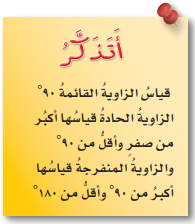 أَتَذَكَّرُ
قياسُ الزاويةُ القائمةُ ٩٠°
الزاويةُ الحادةُ قياسُها أكبرُ
من صفرٍ وأقلُّ من ٩٠°
والزاويةُ المنفرجةُ قياسُها
أكبرُ من ٩٠° وأقلُّ من ١٨٠°